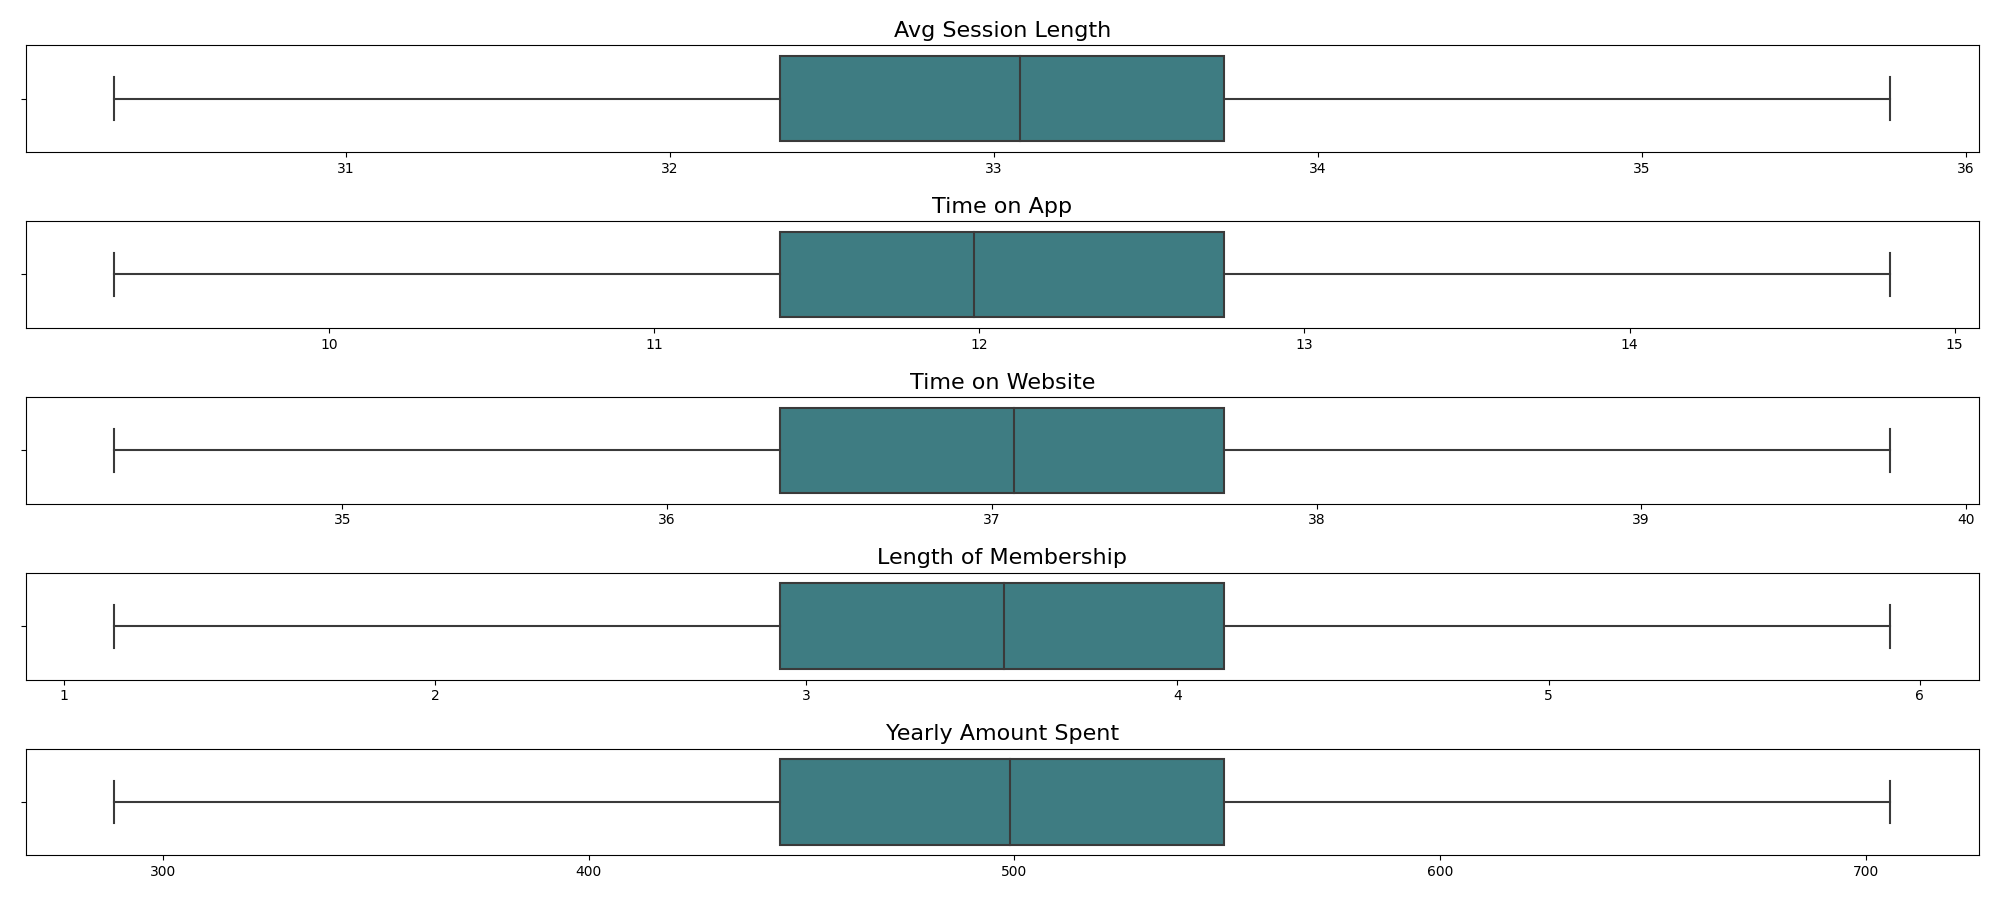 Avg Session Length
31 32 33 34 35 36
Time on App
10 11 12 13 14 15
Time on Website
35 36 37 38 39 40
Length of Membership
1 2 3 4 5 6
Yearly Amount Spent
300 400 500 600 700